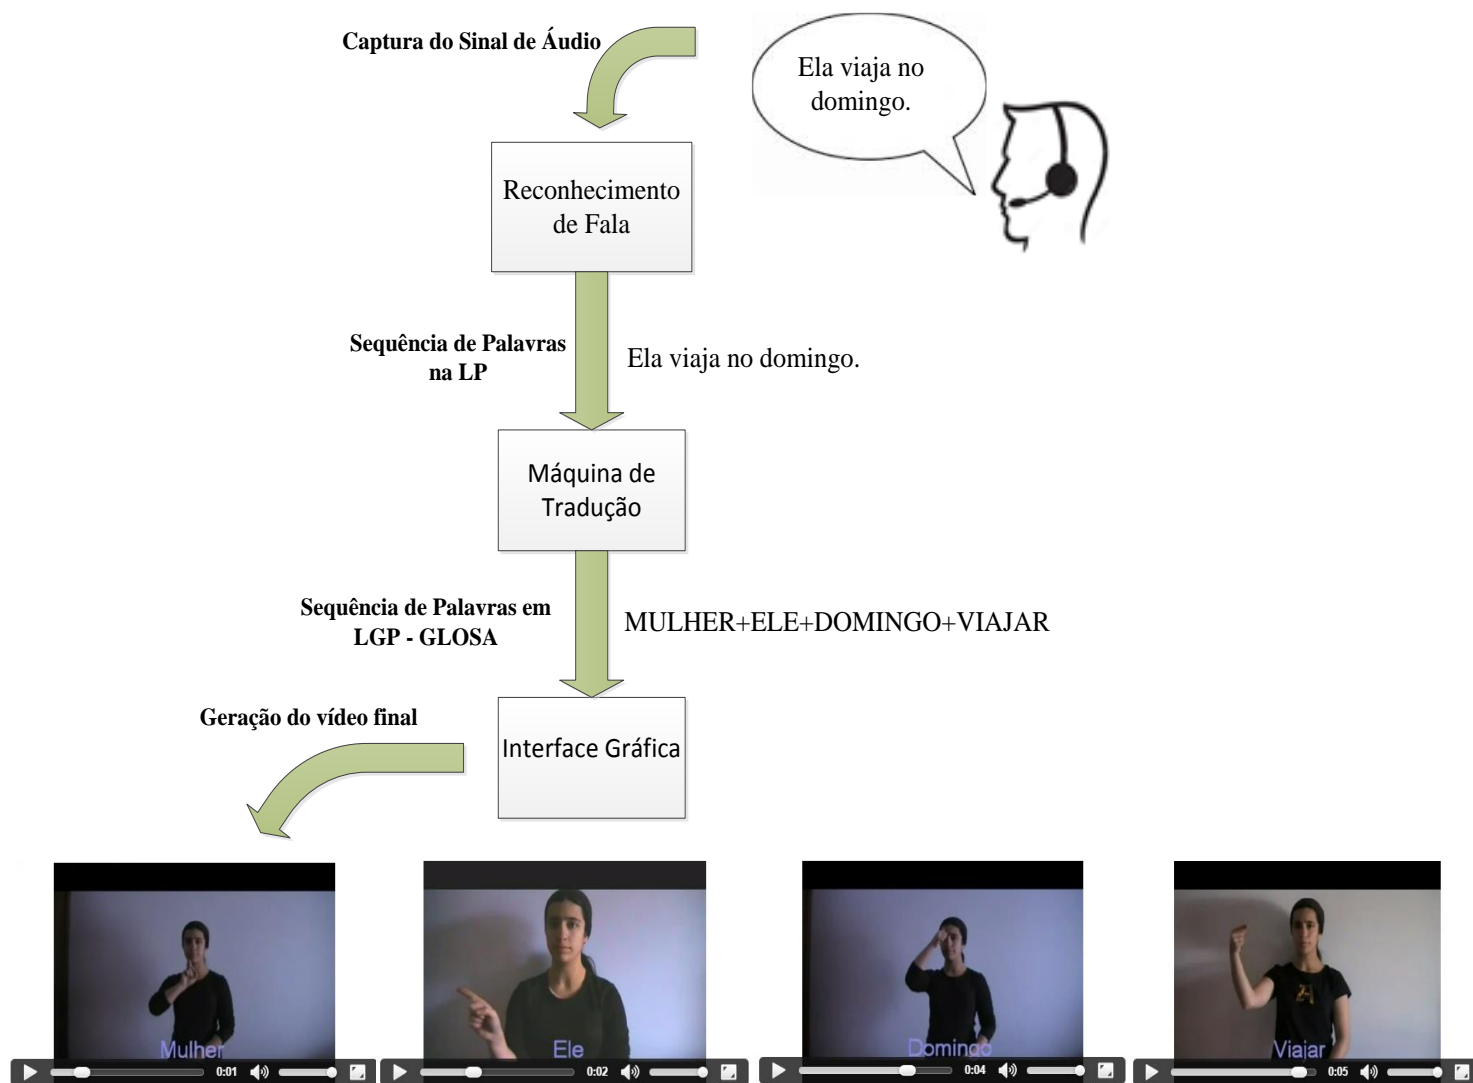 Captura do Sinal de Áudio
Ela viaja no
domingo.
Reconhecimento
de Fala
Sequência de Palavras
na LP
Ela viaja no domingo.
Máquina de
Tradução
Sequência de Palavras em
LGP - GLOSA
MULHER+ELE+DOMINGO+VIAJAR
Geração do vídeo final
Interface Gráfica
Mulher
Ele
Domingo
Viajar
0:01
0:02
0:04
0:05